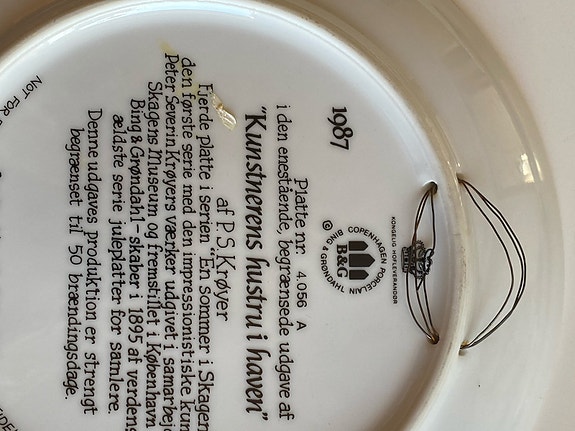 KONGELIG HOFLEVERANDØR
COPENHAGEN PORCELAIN
B&G
BING & GRØNDAHL
©
1987
Platte nr. 4.056 A
i den enestående, begrænsede udgave af
"Kunstnerens hustru i haven"
af P.S. Krøyer
Fjerde platte i serien "En Sommer i Skagen
den første serie med den impressionistiske kun
Peter Severin Krøyers værker udgivet i samarbej
Skagens Museum og fremstillet i København
Bing & Grøndahl - skaber i 1895 af verdens
ældste serie juleplatter for samlere.
Denne udgaves produktion er strengt
begrænset til 50 brændingsdage.